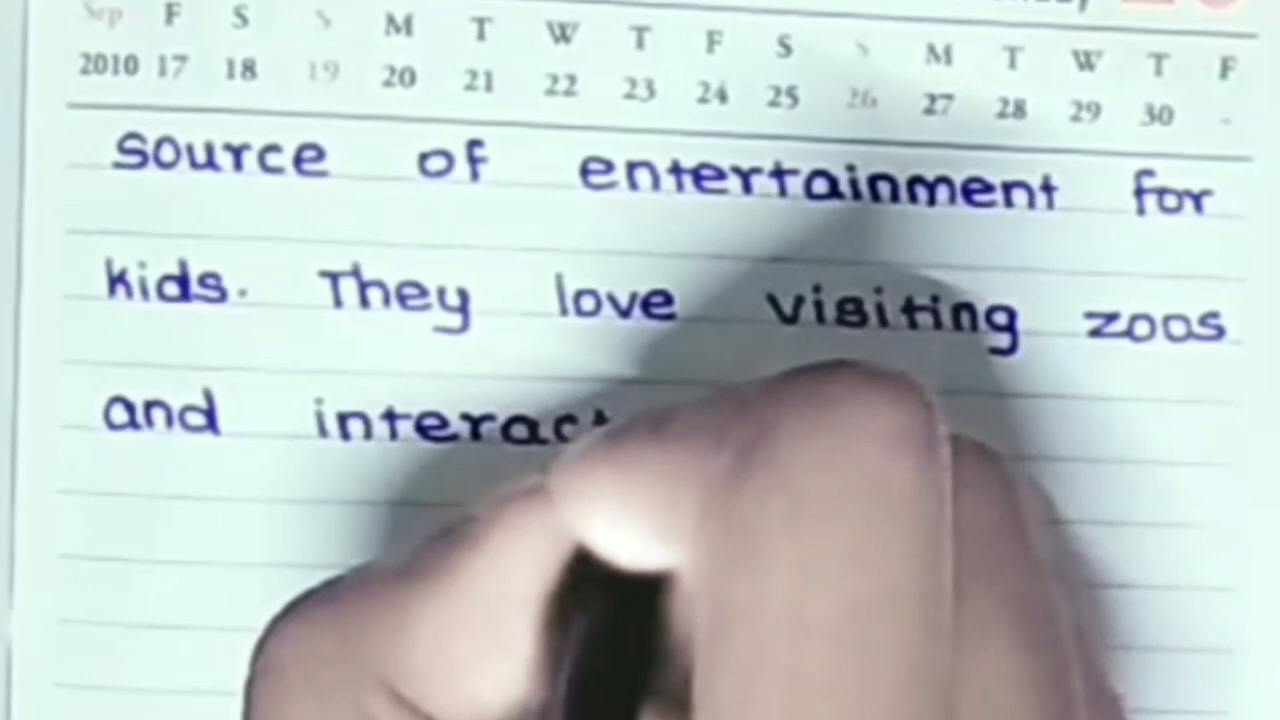 Sep F S S M T W T F S S M T W T F
2010 17 18 19 20 21 22 23 24 25 26 27 28 29 30 -
source of entertainment for
kids. They love visiting zoos
and interact